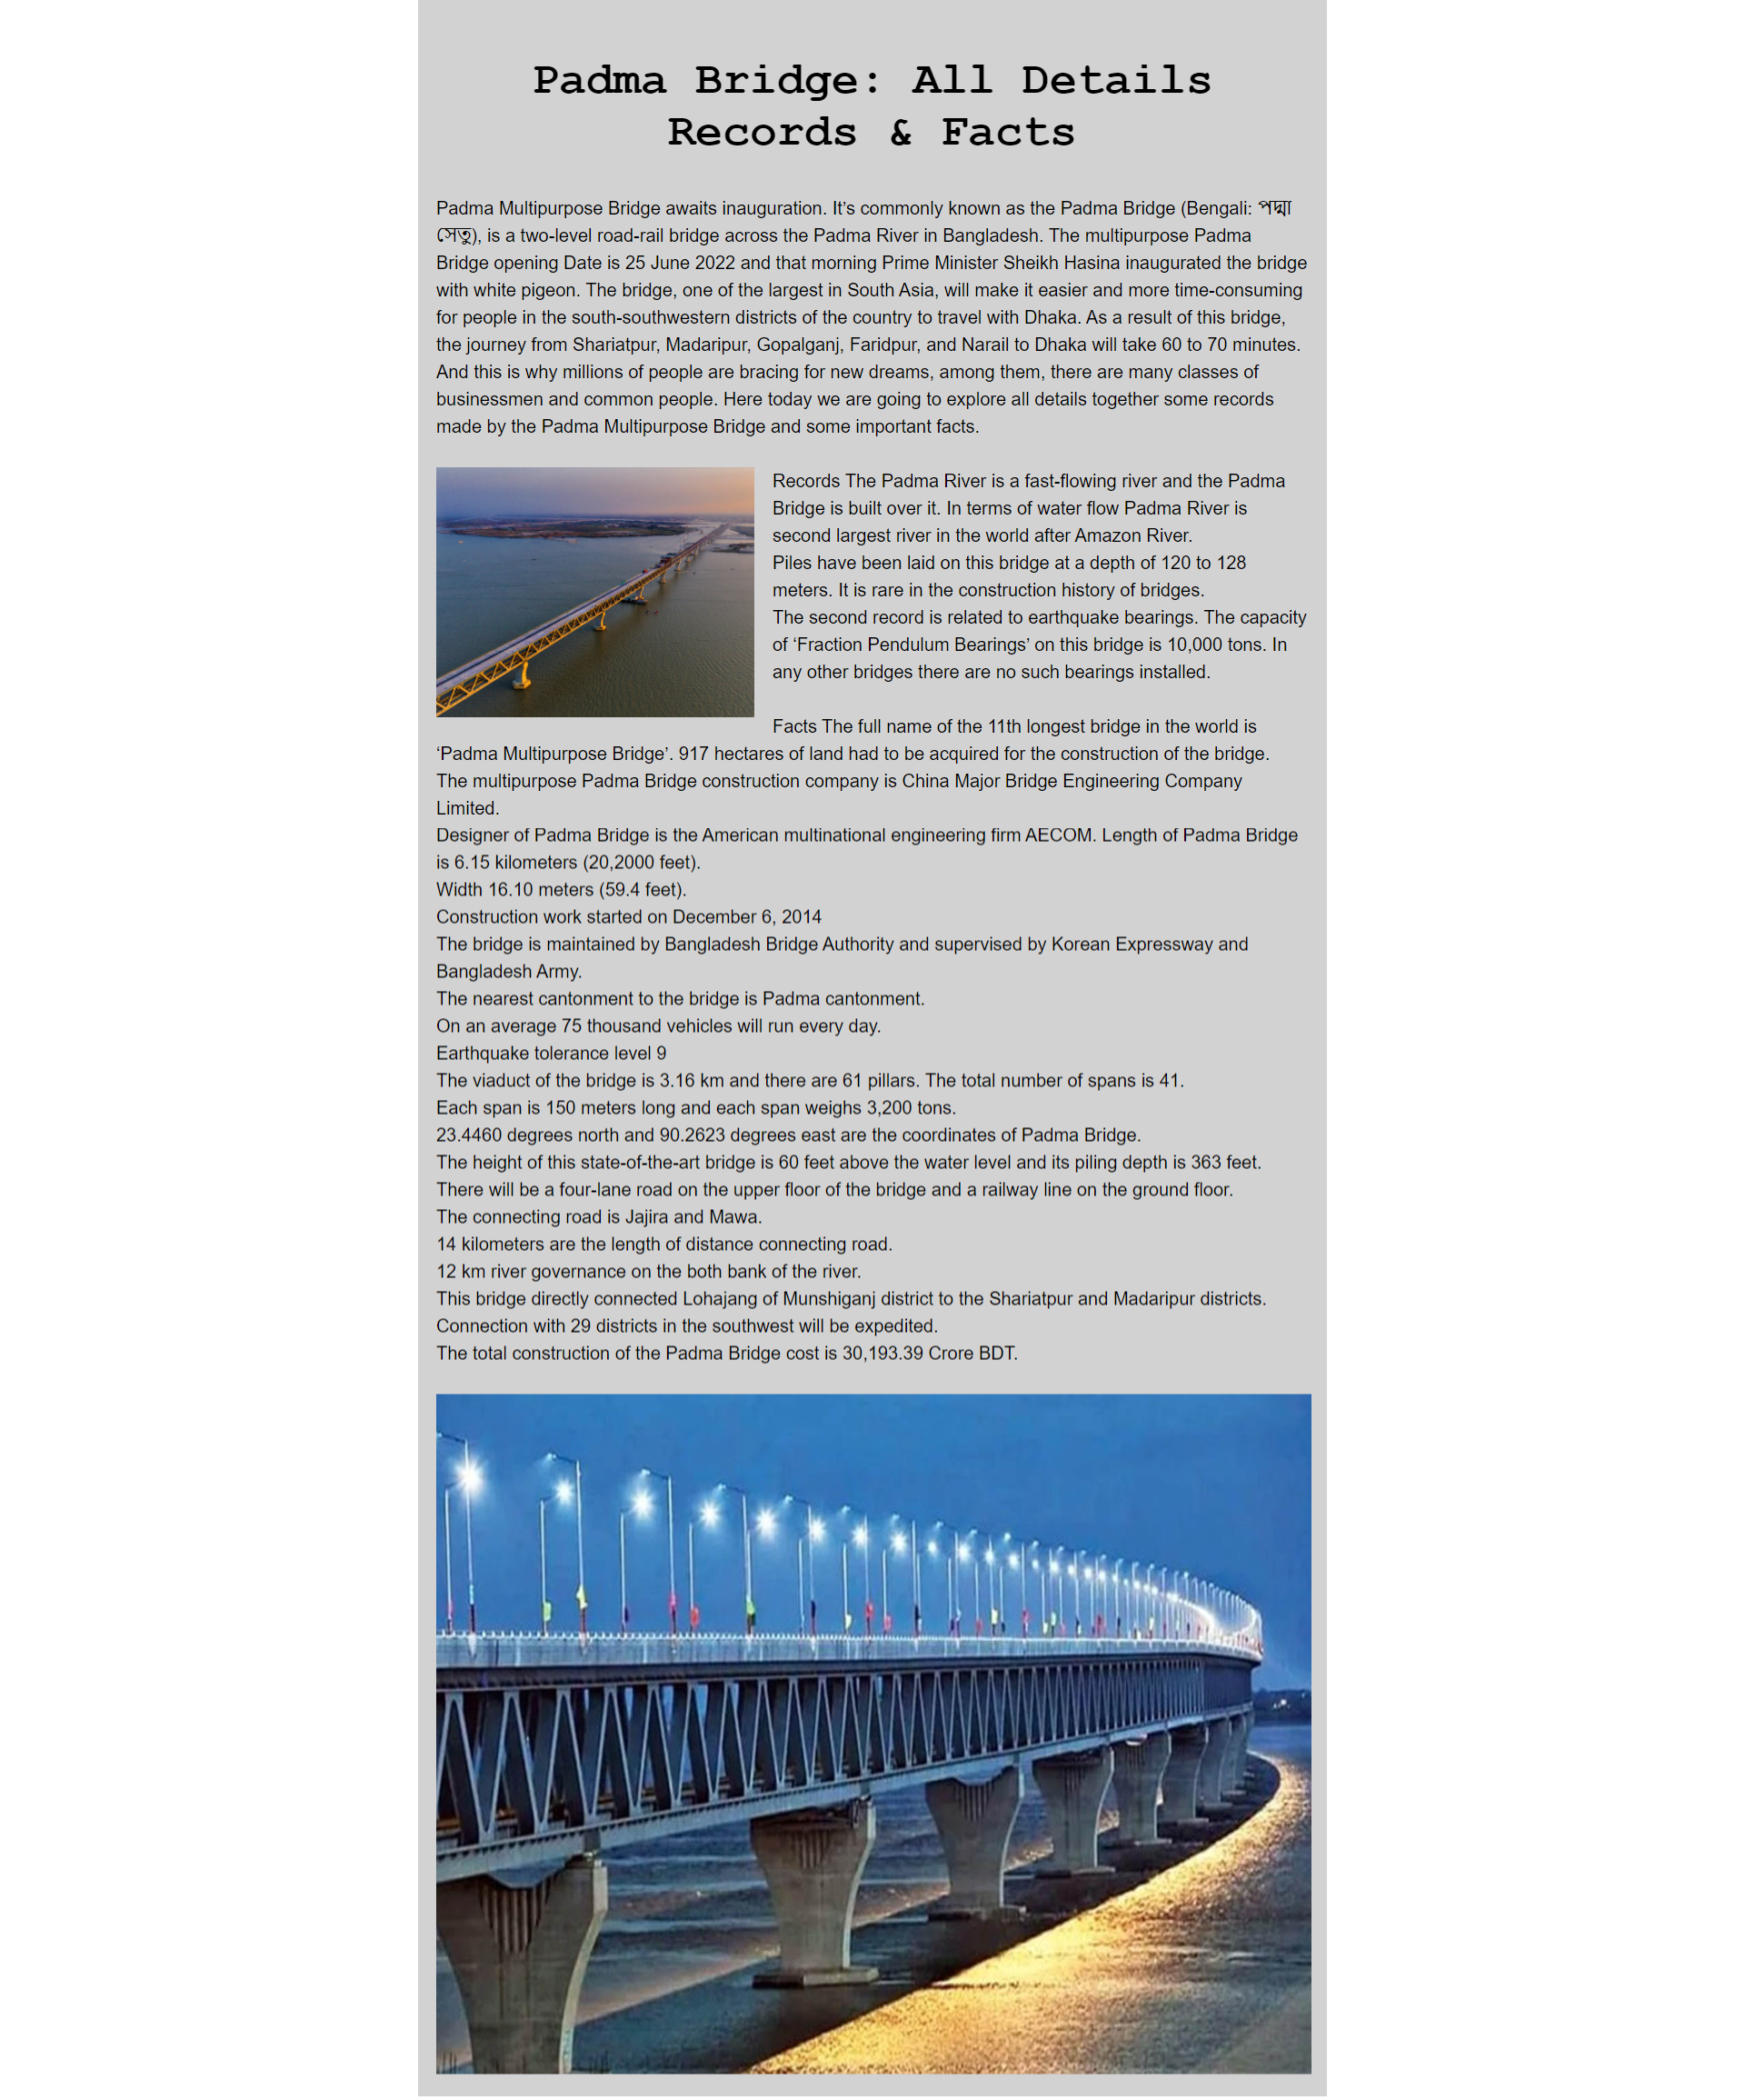 Padma Bridge: All Details
Records & Facts
Padma Multipurpose Bridge awaits inauguration. It’s commonly known as the Padma Bridge (Bengali: পদ্মা
সেতু), is a two-level road-rail bridge across the Padma River in Bangladesh. The multipurpose Padma
Bridge opening Date is 25 June 2022 and that morning Prime Minister Sheikh Hasina inaugurated the bridge
with white pigeon. The bridge, one of the largest in South Asia, will make it easier and more time-consuming
for people in the south-southwestern districts of the country to travel with Dhaka. As a result of this bridge,
the journey from Shariatpur, Madaripur, Gopalganj, Faridpur, and Narail to Dhaka will take 60 to 70 minutes.
And this is why millions of people are bracing for new dreams, among them, there are many classes of
businessmen and common people. Here today we are going to explore all details together some records
made by the Padma Multipurpose Bridge and some important facts.
Records The Padma River is a fast-flowing river and the Padma
Bridge is built over it. In terms of water flow Padma River is
second largest river in the world after Amazon River.
Piles have been laid on this bridge at a depth of 120 to 128
meters. It is rare in the construction history of bridges.
The second record is related to earthquake bearings. The capacity
of ‘Fraction Pendulum Bearings’ on this bridge is 10,000 tons. In
any other bridges there are no such bearings installed.
Facts The full name of the 11th longest bridge in the world is
‘Padma Multipurpose Bridge’. 917 hectares of land had to be acquired for the construction of the bridge.
The multipurpose Padma Bridge construction company is China Major Bridge Engineering Company
Limited.
Designer of Padma Bridge is the American multinational engineering firm AECOM. Length of Padma Bridge
is 6.15 kilometers (20,2000 feet).
Width 16.10 meters (59.4 feet).
Construction work started on December 6, 2014
The bridge is maintained by Bangladesh Bridge Authority and supervised by Korean Expressway and
Bangladesh Army.
The nearest cantonment to the bridge is Padma cantonment.
On an average 75 thousand vehicles will run every day.
Earthquake tolerance level 9
The viaduct of the bridge is 3.16 km and there are 61 pillars. The total number of spans is 41.
Each span is 150 meters long and each span weighs 3,200 tons.
23.4460 degrees north and 90.2623 degrees east are the coordinates of Padma Bridge.
The height of this state-of-the-art bridge is 60 feet above the water level and its piling depth is 363 feet.
There will be a four-lane road on the upper floor of the bridge and a railway line on the ground floor.
The connecting road is Jajira and Mawa.
14 kilometers are the length of distance connecting road.
12 km river governance on the both bank of the river.
This bridge directly connected Lohajang of Munshiganj district to the Shariatpur and Madaripur districts.
Connection with 29 districts in the southwest will be expedited.
The total construction of the Padma Bridge cost is 30,193.39 Crore BDT.